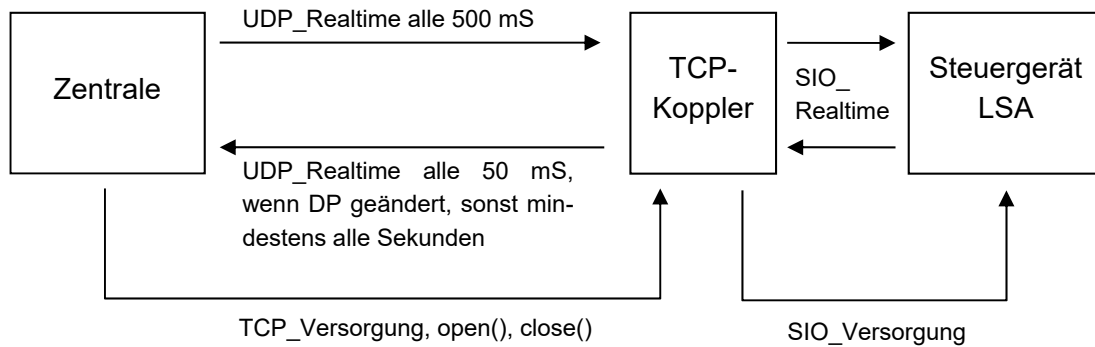 UDP_Realtime alle 500 mS
Zentrale
TCP-
Koppler
SIO_
Realtime
Steuergerät
LSA
UDP_Realtime alle 50 mS,
wenn DP geändert, sonst min-
destens alle Sekunden
TCP_Versorgung, open(), close()
SIO_Versorgung